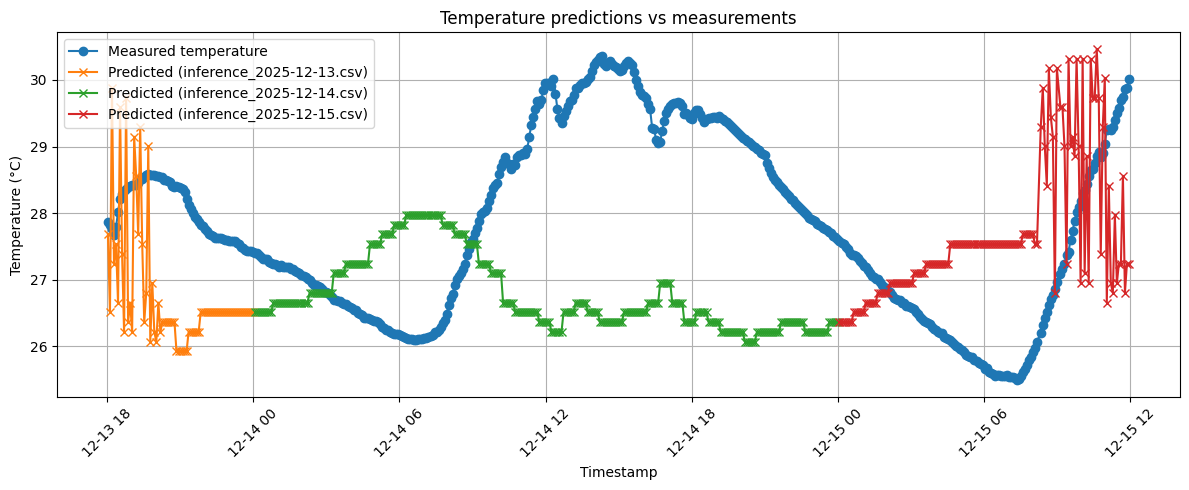 Temperature predictions vs measurements
Measured temperature
Predicted (inference_2025-12-13.csv)
Predicted (inference_2025-12-14.csv)
Predicted (inference_2025-12-15.csv)
Temperature (°C)
30
29
28
27
26
12-13 18
12-14 00
12-14 06
12-14 12
12-14 18
12-15 00
12-15 06
12-15 12
Timestamp